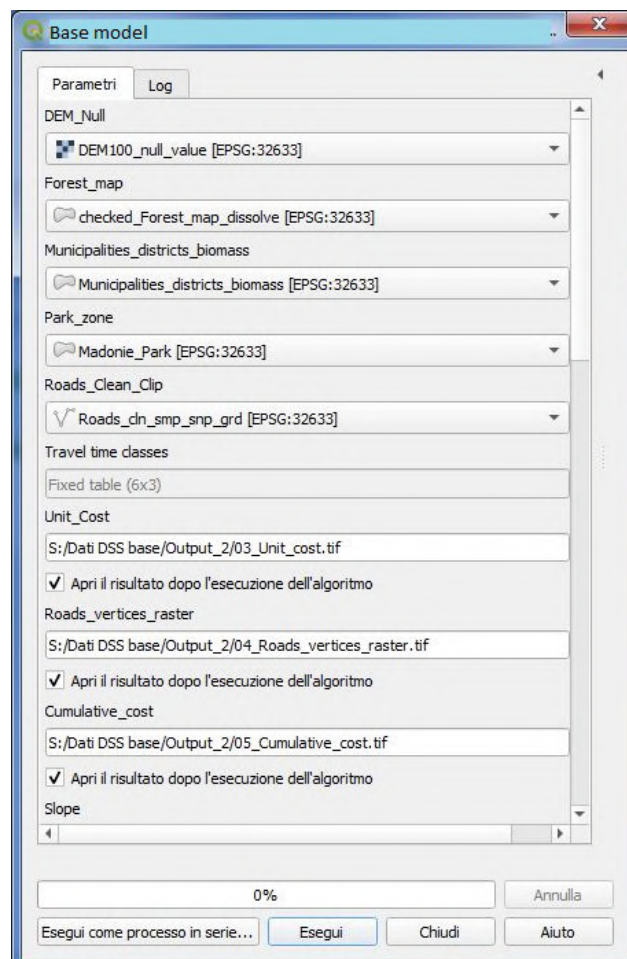 Base model
..
Parametri Log
DEM_Null
DEM100_null_value [EPSG:32633]
Forest_map
checked_Forest_map_dissolve [EPSG:32633]
Municipalities_districts_biomass
Municipalities_districts_biomass [EPSG:32633]
Park_zone
Madonie_Park [EPSG:32633]
Roads_Clean_Clip
Roads_cln_smp_snp_grd [EPSG:32633]
Travel time classes
Fixed table (6x3)
Unit_Cost
S:/Dati DSS base/Output_2/03_Unit_cost.tif
Apri il risultato dopo l'esecuzione dell'algoritmo
Roads_vertices_raster
S:/Dati DSS base/Output_2/04_Roads_vertices_raster.tif
Apri il risultato dopo l'esecuzione dell'algoritmo
Cumulative_cost
S:/Dati DSS base/Output_2/05_Cumulative_cost.tif
Apri il risultato dopo l'esecuzione dell'algoritmo
Slope
0% Annulla
Esegui come processo in serie... Esegui Chiudi Aiuto